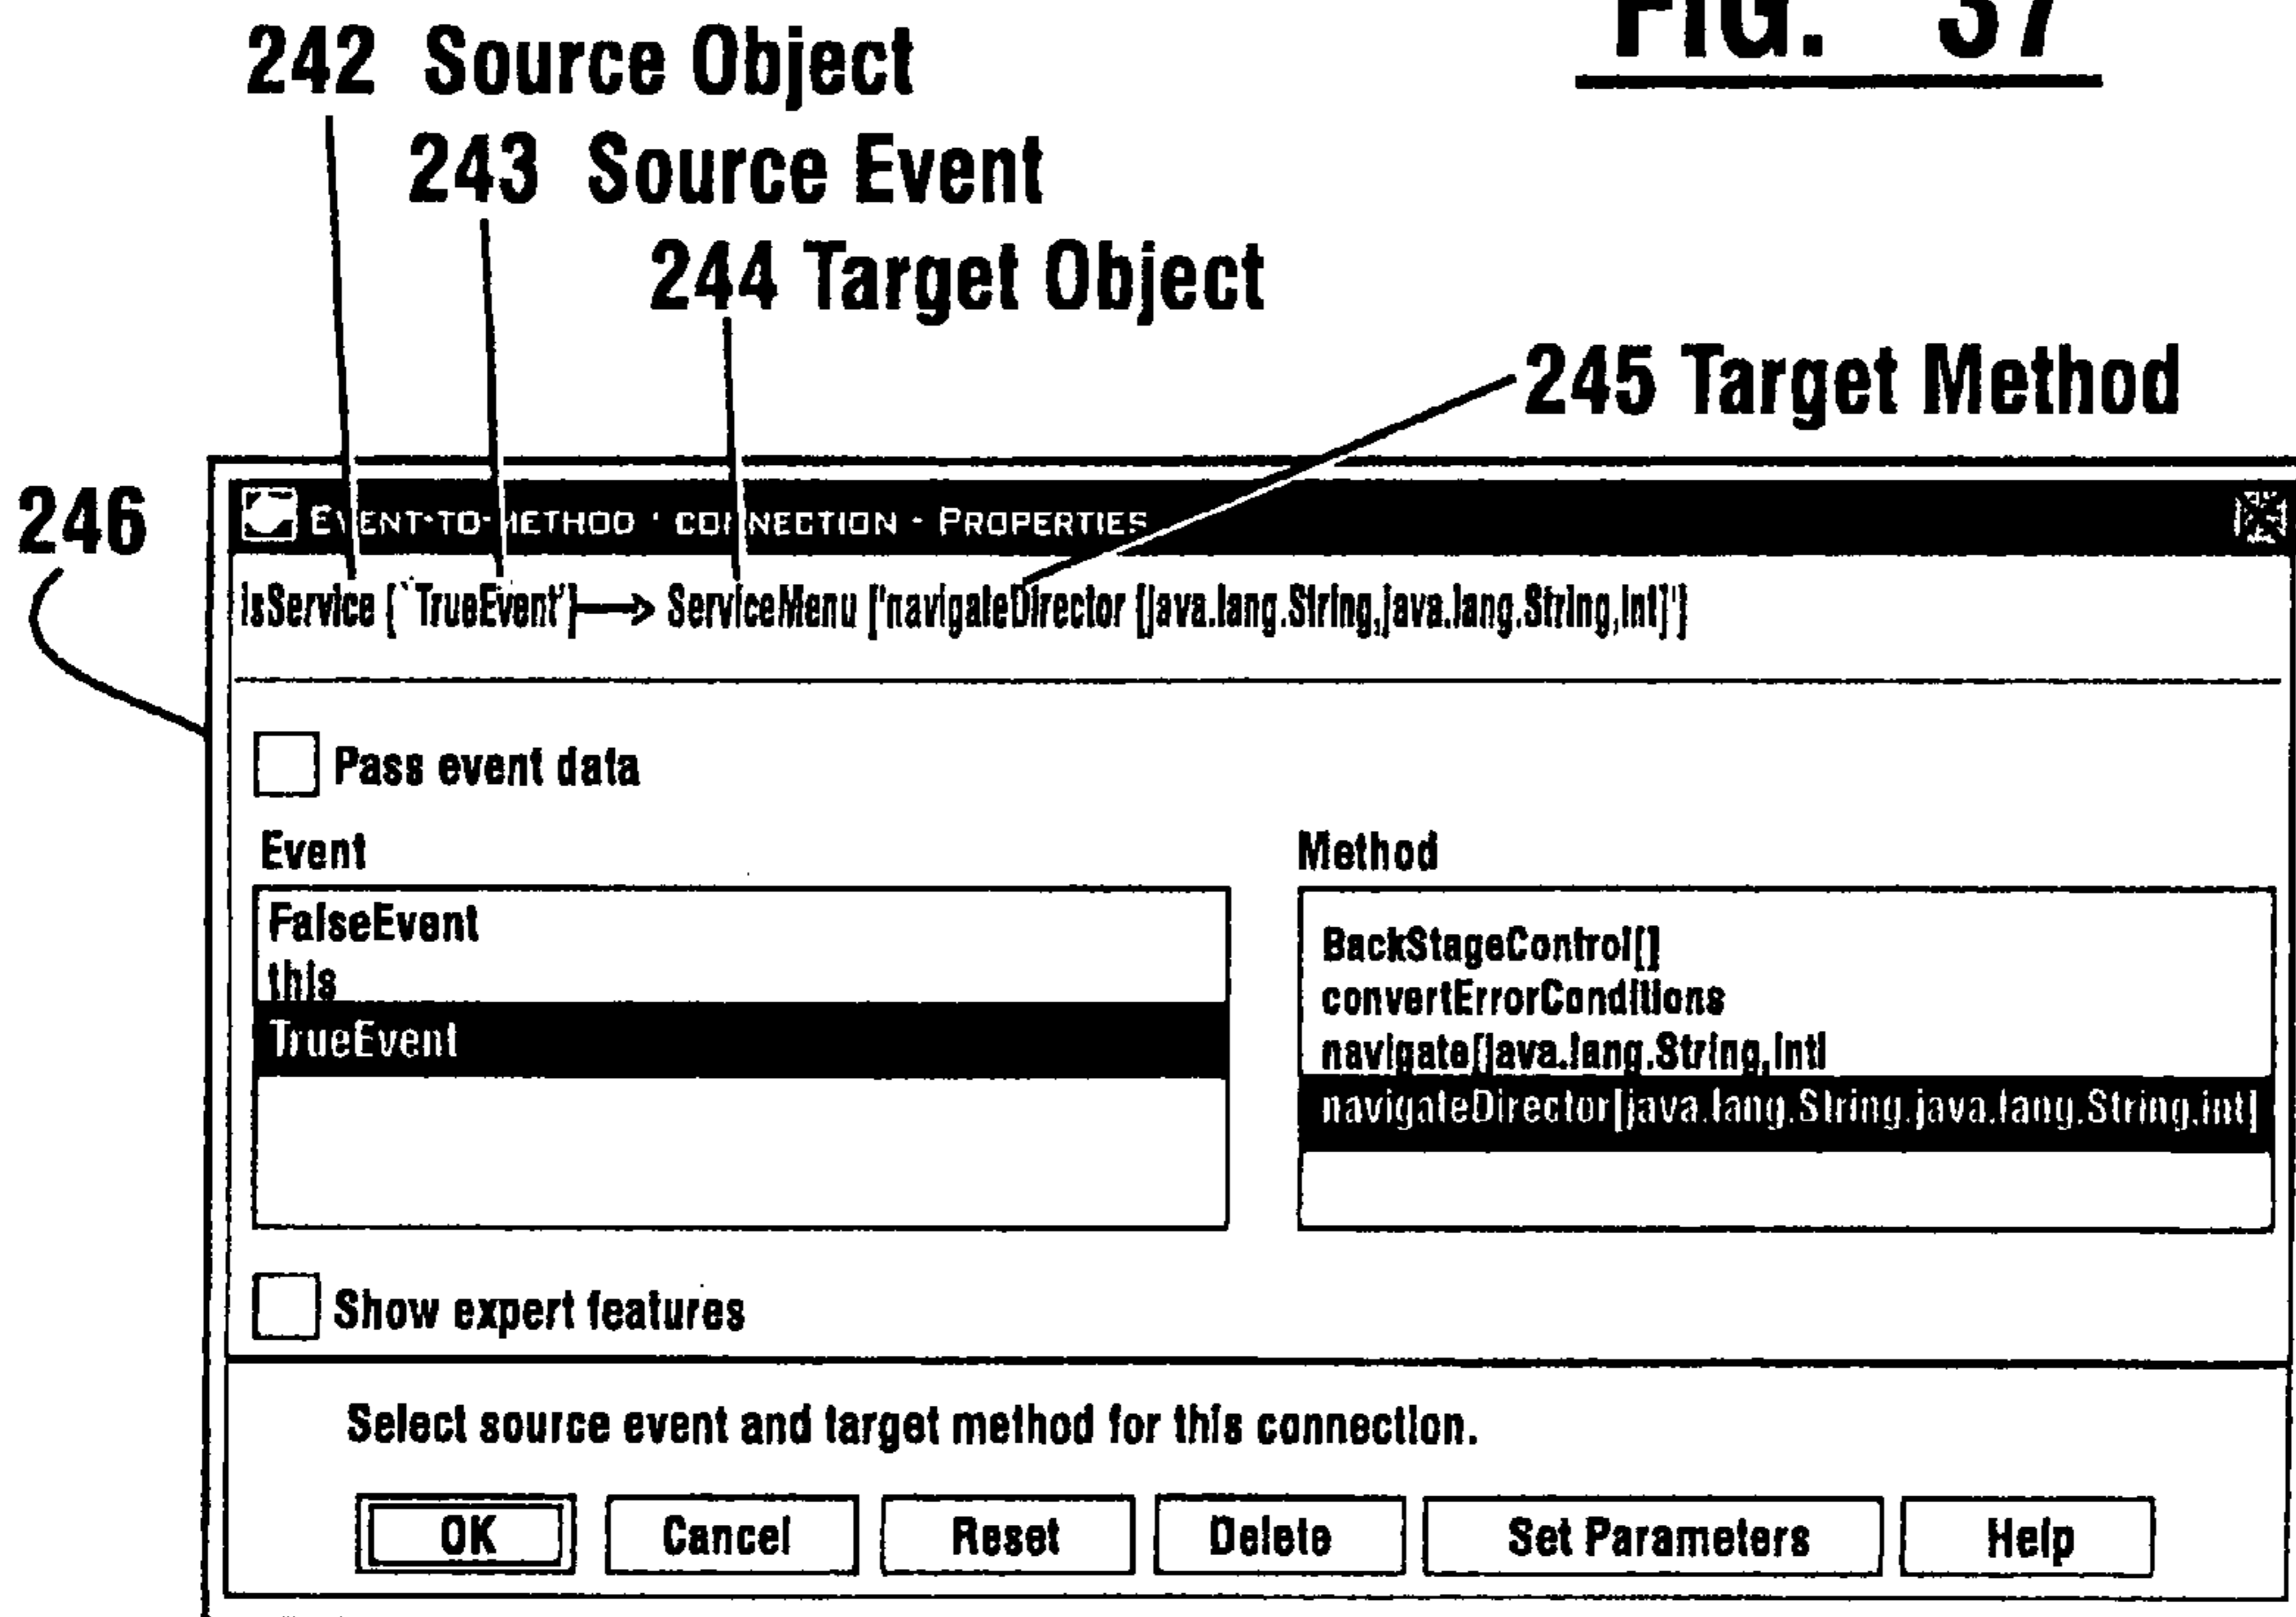 FIG. 37
242 Source Object
243 Source Event
244 Target Object
245 Target Method
246
EVENT-TO-METHOD · CONNECTION - PROPERTIES
IsService [`TrueEvent'] —> ServiceMenu ['navigateDirector [java.lang.String,java.lang.String,int]']
Pass event data
Event
Method
FalseEvent
this
TrueEvent
BackStageControl[]
convertErrorConditions
navigate[java.lang.String,int]
navigateDirector[java.lang.String.java.lang.String.int]
Show expert features
Select source event and target method for this connection.
OK
Cancel
Reset
Delete
Set Parameters
Help